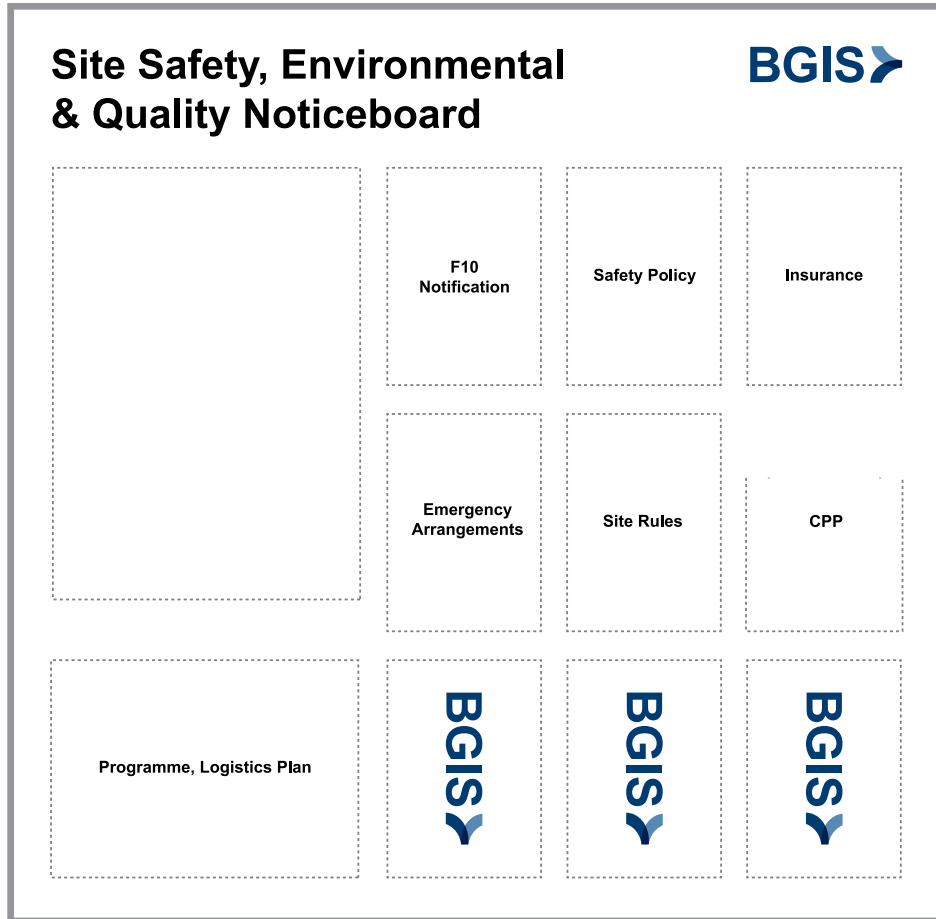 Site Safety, Environmental
& Quality Noticeboard
BGIS
F10
Notification
Safety Policy
Insurance
Emergency
Arrangements
Site Rules
CPP
Programme, Logistics Plan
BGIS
BGIS
BGIS